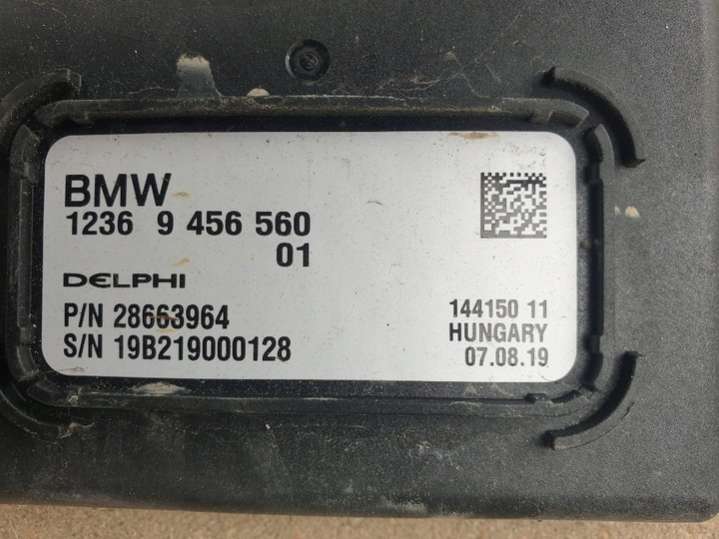 BMW
1236 9 456 560
01
DELPHI
P/N 28663964
S/N 19B219000128
144150 11
HUNGARY
07.08.19